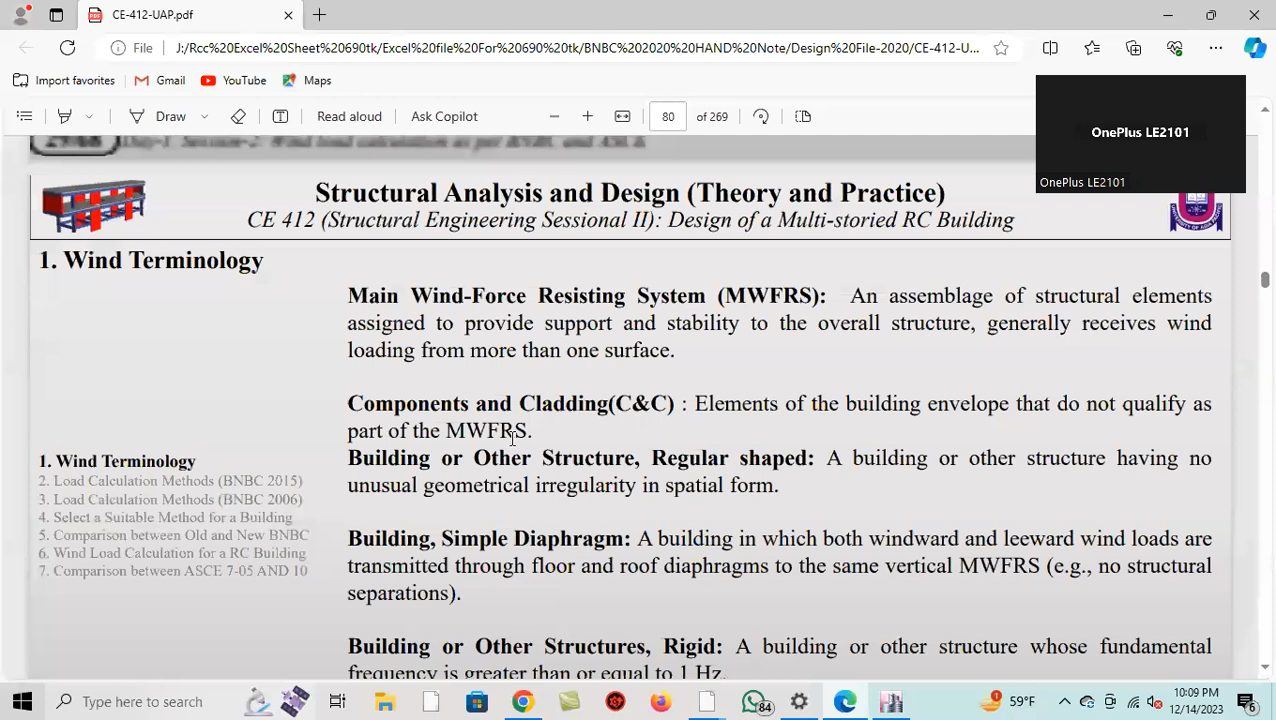 CE-412-UAP.pdf
File
J:/Rcc%20Excel%20Sheet%20690tk/Excel%20file%20For%20690%20tk/BNBC%202020%20HAND%20Note/Design%20File-2020/CE-412-U...
Import favorites
Gmail
YouTube
Maps
Draw
Read aloud
Ask Copilot
80
of 269
OnePlus LE2101
OnePlus LE2101
Structural Analysis and Design (Theory and Practice)
CE 412 (Structural Engineering Sessional II): Design of a Multi-storied RC Building
1. Wind Terminology
Main Wind-Force Resisting System (MWFRS): An assemblage of structural elements
assigned to provide support and stability to the overall structure, generally receives wind
loading from more than one surface.
Components and Cladding(C&C) : Elements of the building envelope that do not qualify as
part of the MWFRS.
Building or Other Structure, Regular shaped: A building or other structure having no
unusual geometrical irregularity in spatial form.
Building, Simple Diaphragm: A building in which both windward and leeward wind loads are
transmitted through floor and roof diaphragms to the same vertical MWFRS (e.g., no structural
separations).
Building or Other Structures, Rigid: A building or other structure whose fundamental
frequency is greater than or equal to 1 Hz.
1. Wind Terminology
2. Load Calculation Methods (BNBC 2015)
3. Load Calculation Methods (BNBC 2006)
4. Select a Suitable Method for a Building
5. Comparison between Old and New BNBC
6. Wind Load Calculation for a RC Building
7. Comparison between ASCE 7-05 AND 10
Type here to search
84
59°F
10:09 PM
12/14/2023
6